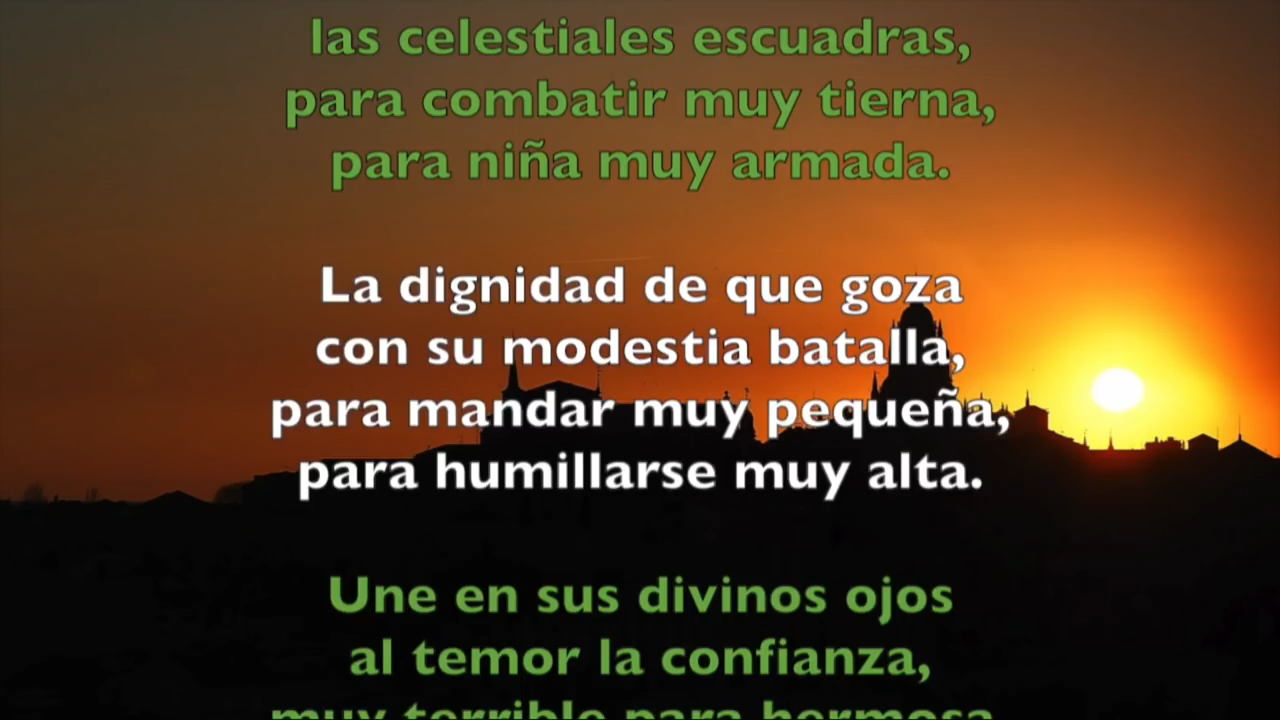 las celestiales escuadras,
para combatir muy tierna,
para niña muy armada.
La dignidad de que goza
con su modestia batalla,
para mandar muy pequeña,
para humillarse muy alta.
Une en sus divinos ojos
al temor la confianza,
muy terrible para hermosa